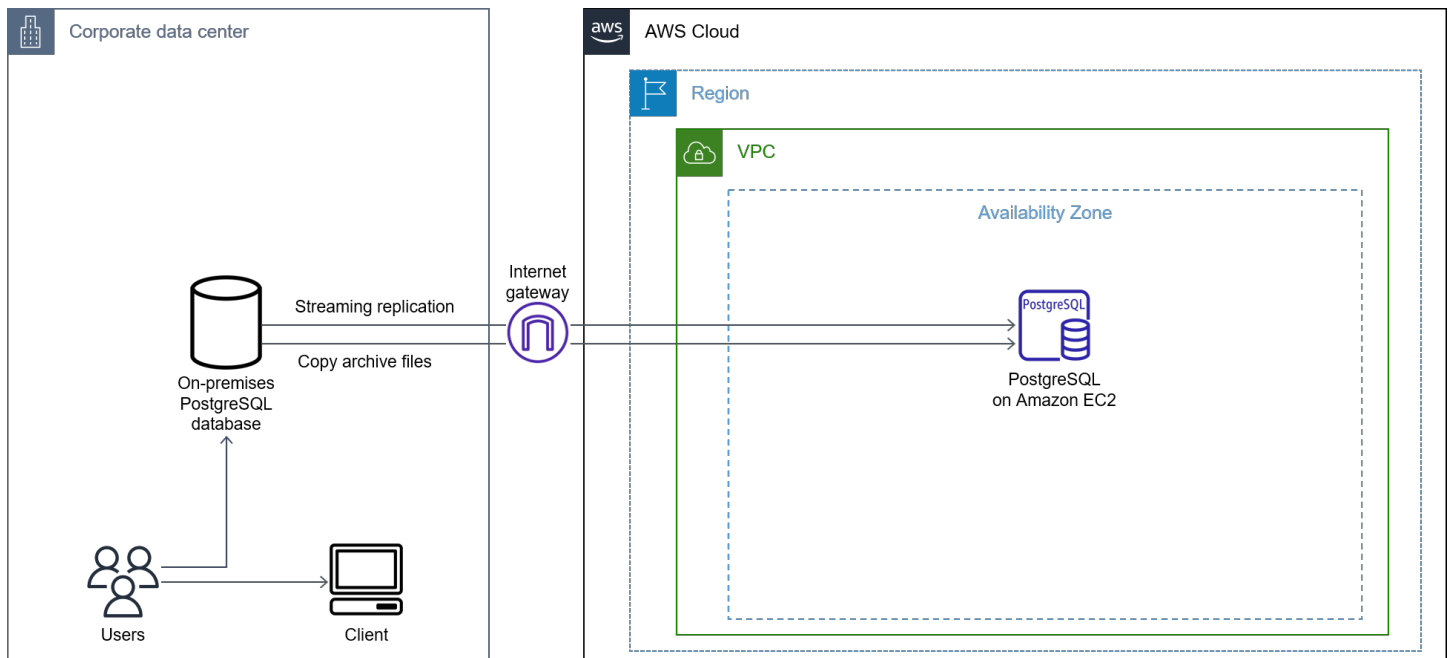 Corporate data center
aws
AWS Cloud
Region
VPC
Availability Zone
Internet
gateway
Streaming replication
Copy archive files
On-premises
PostgreSQL
database
PostgreSQL
PostgreSQL
on Amazon EC2
Users
Client